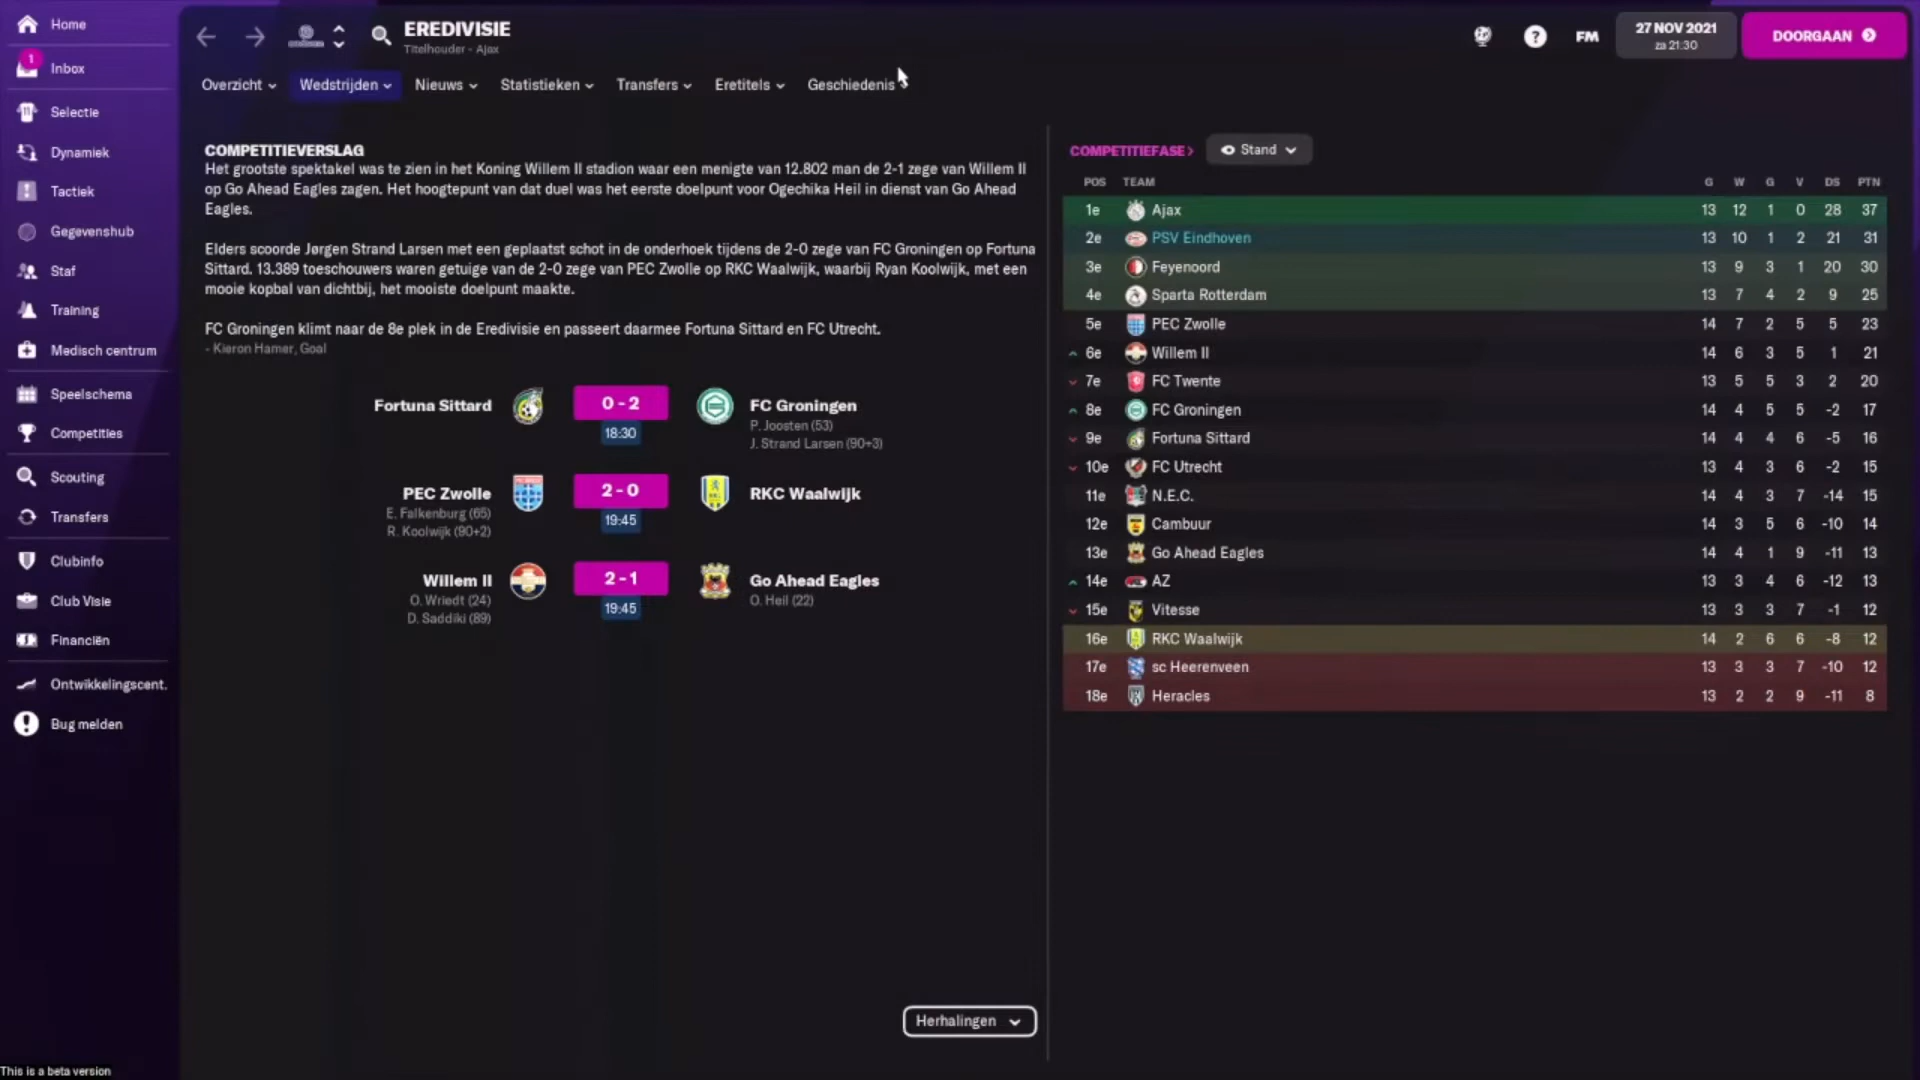 Home
EREDIVISIE
Titelhouder - Ajax
FM
27 NOV 2021
za 21:30
DOORGAAN
1
Inbox
Overzicht
Wedstrijden
Nieuws
Statistieken
Transfers
Eretitels
Geschiedenis
Selectie
Dynamiek
Tactiek
Gegevenshub
Staf
Training
Medisch centrum
Speelschema
Competities
Scouting
Transfers
Clubinfo
Club Visie
Financiën
Ontwikkelingscent.
Bug melden
COMPETITIEVERSLAG
Het grootste spektakel was te zien in het Koning Willem II stadion waar een menigte van 12.802 man de 2-1 zege van Willem II
op Go Ahead Eagles zagen. Het hoogtepunt van dat duel was het eerste doelpunt voor Ogechika Heil in dienst van Go Ahead
Eagles.
Elders scoorde Jørgen Strand Larsen met een geplaatst schot in de onderhoek tijdens de 2-0 zege van FC Groningen op Fortuna
Sittard. 13.389 toeschouwers waren getuige van de 2-0 zege van PEC Zwolle op RKC Waalwijk, waarbij Ryan Koolwijk, met een
mooie kopbal van dichtbij, het mooiste doelpunt maakte.
FC Groningen klimt naar de 8e plek in de Eredivisie en passeert daarmee Fortuna Sittard en FC Utrecht.
- Kieron Hamer, Goal
Fortuna Sittard 0 - 2 FC Groningen
18:30
P. Joosten (53)
J. Strand Larsen (90+3)
PEC Zwolle 2 - 0 RKC Waalwijk
E. Falkenburg (65)
19:45
R. Koolwijk (90+2)
Willem II 2 - 1 Go Ahead Eagles
O. Wriedt (24)
19:45
O. Heil (22)
D. Saddiki (89)
Herhalingen
COMPETITIEFASE>
Stand
POS TEAM G W G V DS PTN
1e Ajax 13 12 1 0 28 37
2e PSV Eindhoven 13 10 1 2 21 31
3e Feyenoord 13 9 3 1 20 30
4e Sparta Rotterdam 13 7 4 2 9 25
5e PEC Zwolle 14 7 2 5 5 23
6e Willem II 14 6 3 5 1 21
7e FC Twente 13 5 5 3 2 20
8e FC Groningen 14 4 5 5 -2 17
9e Fortuna Sittard 14 4 4 6 -5 16
10e FC Utrecht 13 4 3 6 -2 15
11e N.E.C. 14 4 3 7 -14 15
12e Cambuur 14 3 5 6 -10 14
13e Go Ahead Eagles 14 4 1 9 -11 13
14e AZ 13 3 4 6 -12 13
15e Vitesse 13 3 3 7 -1 12
16e RKC Waalwijk 14 2 6 6 -8 12
17e sc Heerenveen 13 3 3 7 -10 12
18e Heracles 13 2 2 9 -11 8
This is a beta version